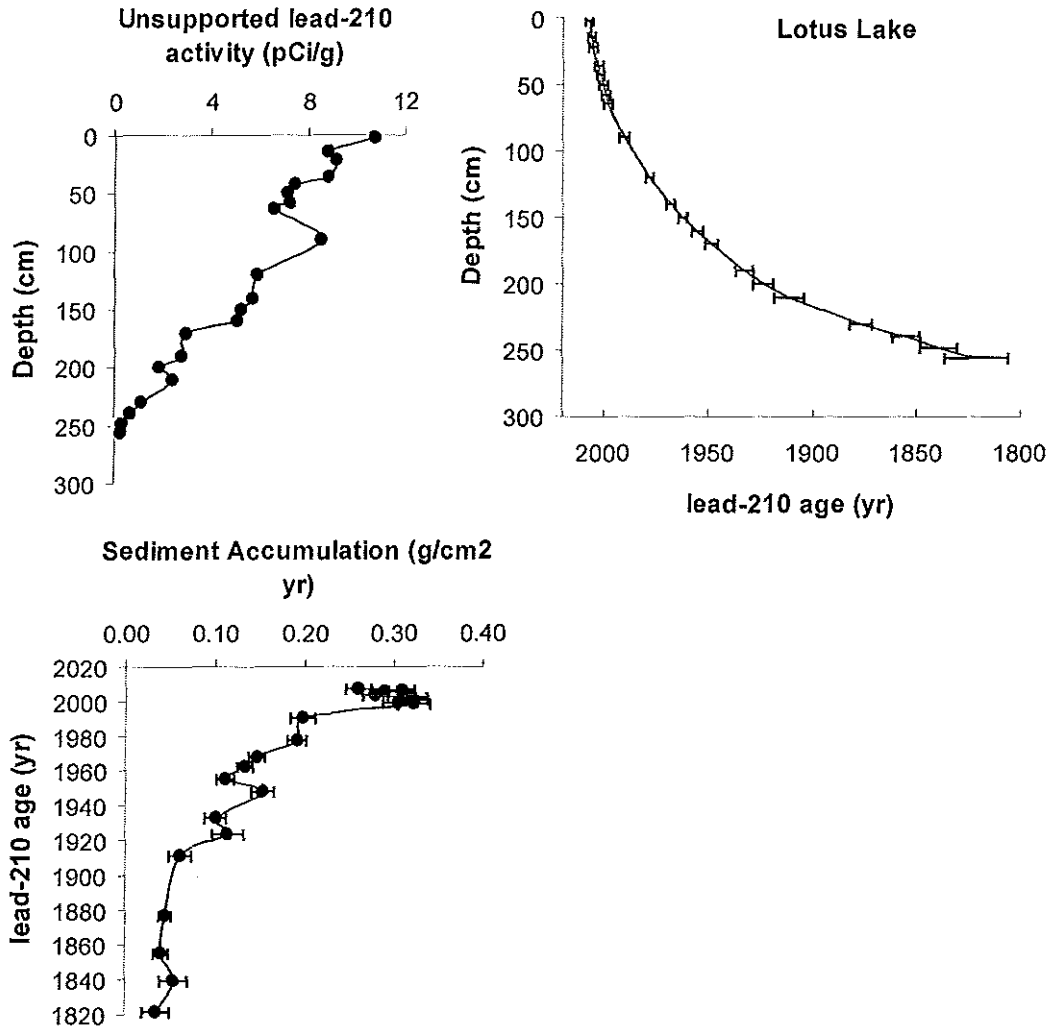 Unsupported lead-210
activity (pCi/g)
0 4 8 12
0
50
100
150
200
250
300
Depth (cm)
Lotus Lake
0
50
100
150
200
250
300
Depth (cm)
2000 1950 1900 1850 1800
lead-210 age (yr)
Sediment Accumulation (g/cm2
yr)
0.00 0.10 0.20 0.30 0.40
2020
2000
1980
1960
1940
1920
1900
1880
1860
1840
1820
lead-210 age (yr)